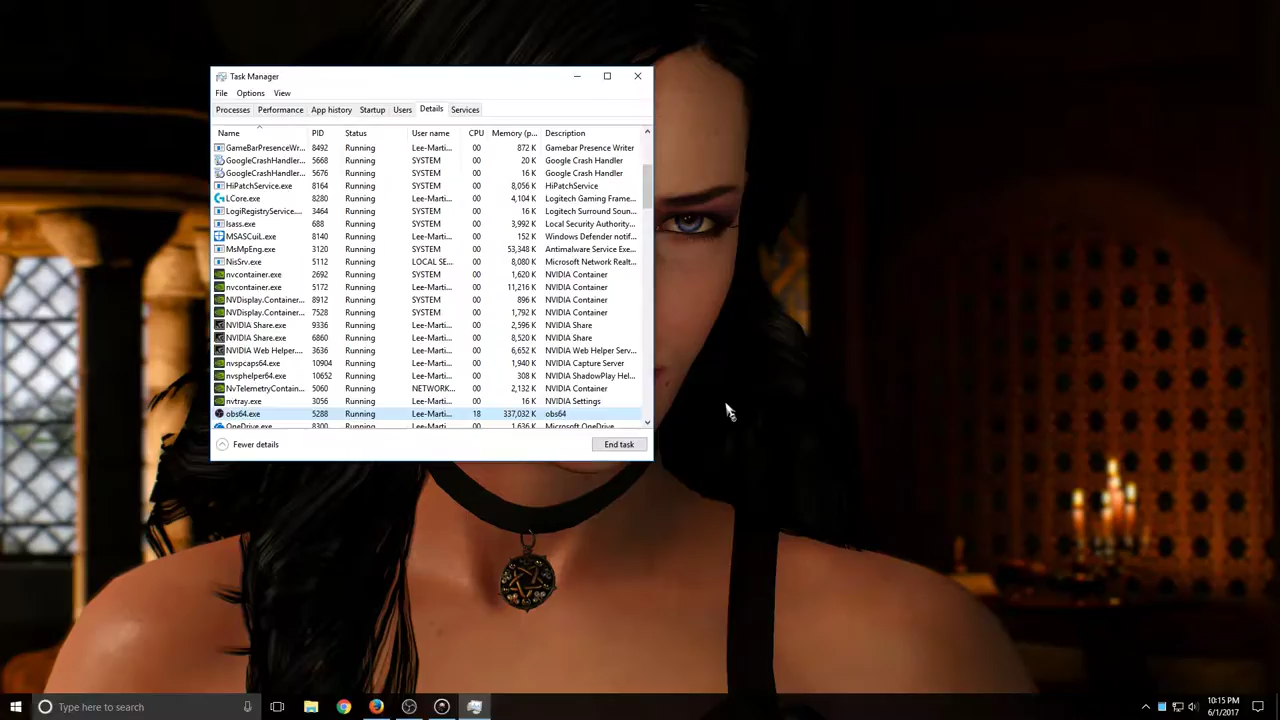 Task Manager
File Options View
Processes Performance App history Startup Users Details Services
Name PID Status User name CPU Memory (p... Description
GameBarPresenceWr... 8492 Running Lee-Marti... 00 872 K Gamebar Presence Writer
GoogleCrashHandler... 5668 Running SYSTEM 00 20 K Google Crash Handler
GoogleCrashHandler... 5676 Running SYSTEM 00 16 K Google Crash Handler
HiPatchService.exe 8164 Running SYSTEM 00 8,056 K HiPatchService
LCore.exe 8280 Running Lee-Marti... 00 4,104 K Logitech Gaming Frame...
LogiRegistryService.... 3464 Running SYSTEM 00 16 K Logitech Surround Soun...
lsass.exe 688 Running SYSTEM 00 3,992 K Local Security Authority...
MSASCuiL.exe 8140 Running Lee-Marti... 00 152 K Windows Defender notif...
MsMpEng.exe 3120 Running SYSTEM 00 53,348 K Antimalware Service Exe...
NisSrv.exe 5112 Running LOCAL SE... 00 8,080 K Microsoft Network Realt...
nvcontainer.exe 2692 Running SYSTEM 00 1,620 K NVIDIA Container
nvcontainer.exe 5172 Running Lee-Marti... 00 11,216 K NVIDIA Container
NVDisplay.Container... 8912 Running SYSTEM 00 896 K NVIDIA Container
NVDisplay.Container... 7528 Running SYSTEM 00 1,792 K NVIDIA Container
NVIDIA Share.exe 9336 Running Lee-Marti... 00 2,596 K NVIDIA Share
NVIDIA Share.exe 6860 Running Lee-Marti... 00 8,520 K NVIDIA Share
NVIDIA Web Helper.... 3636 Running Lee-Marti... 00 6,652 K NVIDIA Web Helper Serv...
nvspcaps64.exe 10904 Running Lee-Marti... 00 1,940 K NVIDIA Capture Server
nvsphelper64.exe 10652 Running Lee-Marti... 00 308 K NVIDIA ShadowPlay Hel...
NvTelemetryContain... 5060 Running NETWORK... 00 2,132 K NVIDIA Container
nvtray.exe 3950 Running Lee-Marti... 00 1,936 K NVIDIA Settings
obs64.exe 5288 Running Lee-Marti... 18 337,032 K obs64
OneDrive.exe 8300 Running Lee-Marti... 00 1,636 K Microsoft OneDrive
Fewer details End task
Type here to search
10:15 PM
6/1/2017